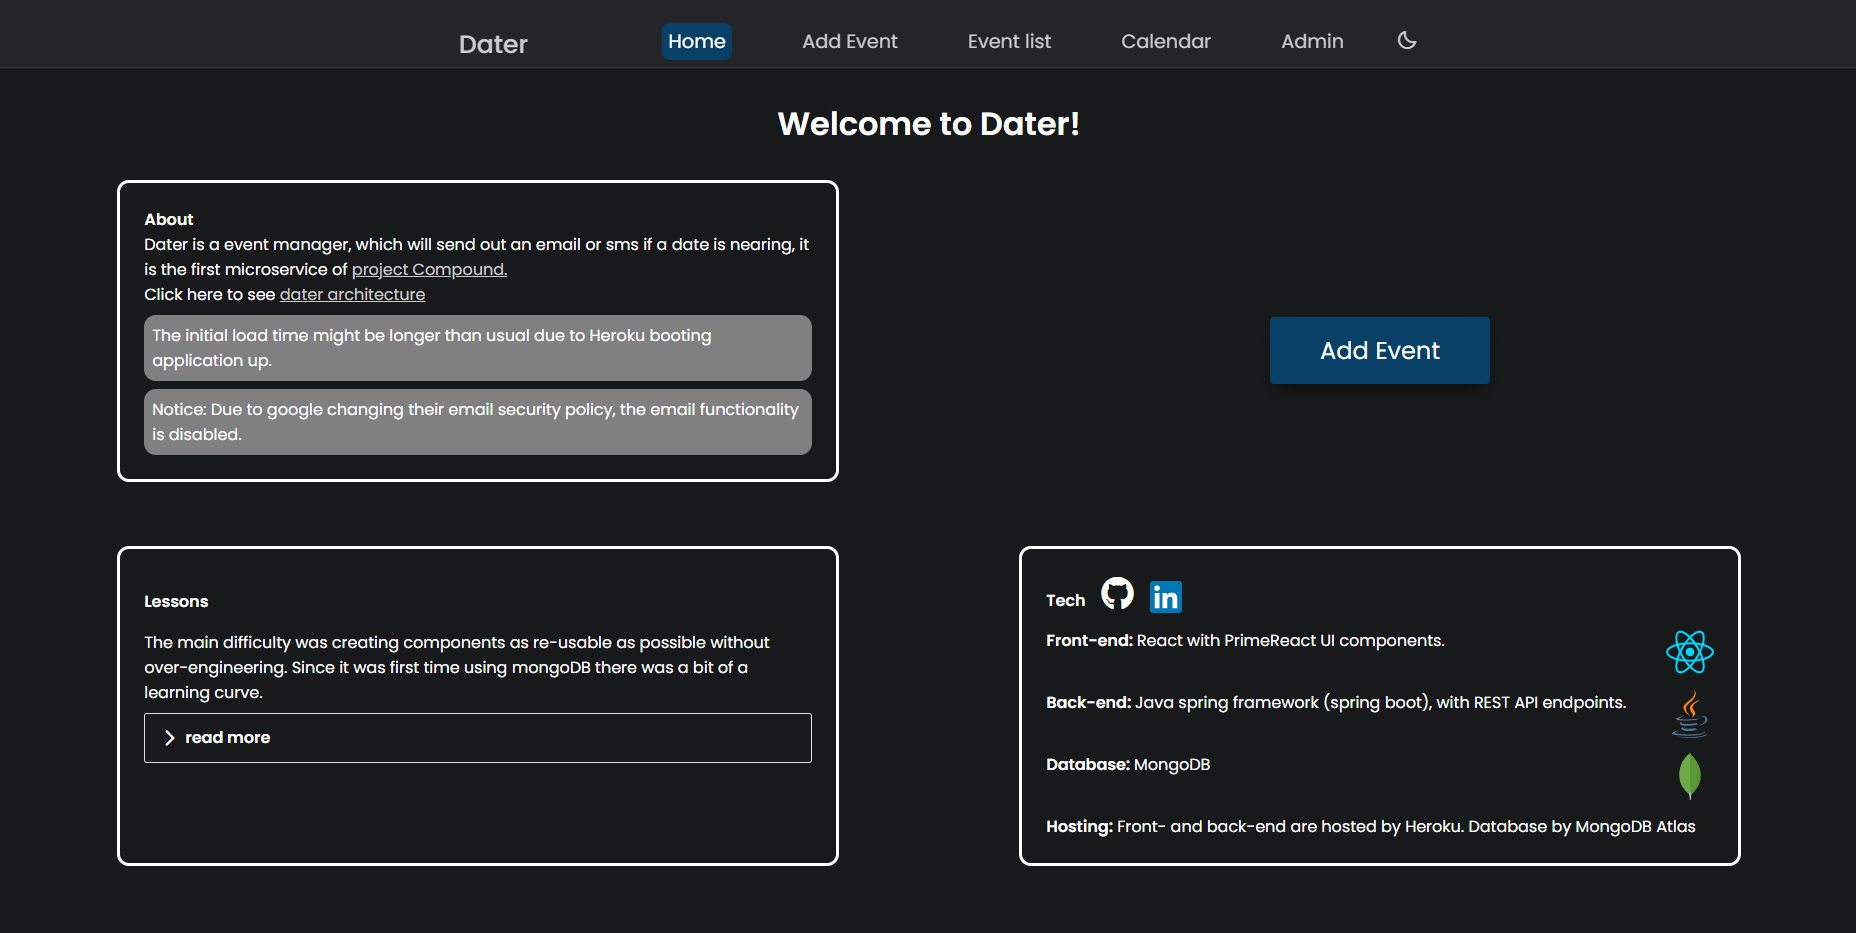 Dater
Home
Add Event
Event list
Calendar
Admin
Welcome to Dater!
About
Dater is a event manager, which will send out an email or sms if a date is nearing, it
is the first microservice of project Compound.
Click here to see dater architecture
The initial load time might be longer than usual due to Heroku booting
application up.
Notice: Due to google changing their email security policy, the email functionality
is disabled.
Add Event
Lessons
The main difficulty was creating components as re-usable as possible without
over-engineering. Since it was first time using mongoDB there was a bit of a
learning curve.
read more
Tech
in
Front-end: React with PrimeReact UI components.
Back-end: Java spring framework (spring boot), with REST API endpoints.
Database: MongoDB
Hosting: Front- and back-end are hosted by Heroku. Database by MongoDB Atlas